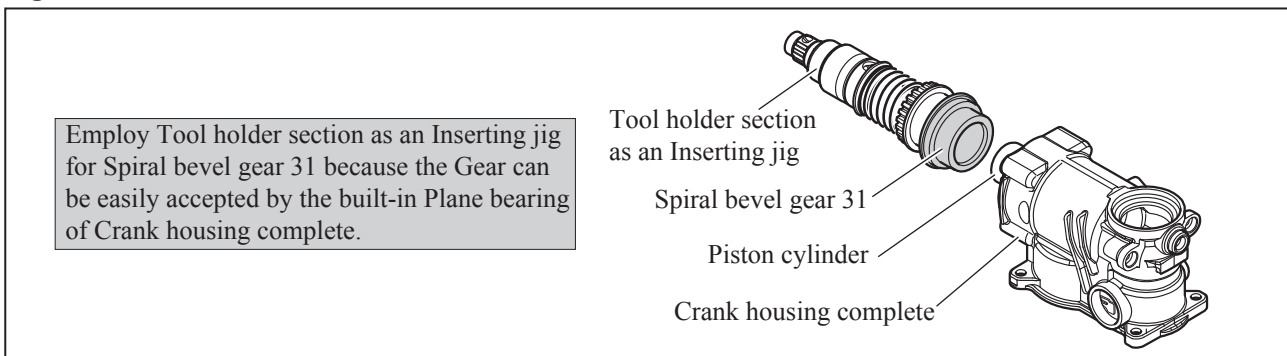 Employ Tool holder section as an Inserting jig
for Spiral bevel gear 31 because the Gear can
be easily accepted by the built-in Plane bearing
of Crank housing complete.
Tool holder section
as an Inserting jig
Spiral bevel gear 31
Piston cylinder
Crank housing complete